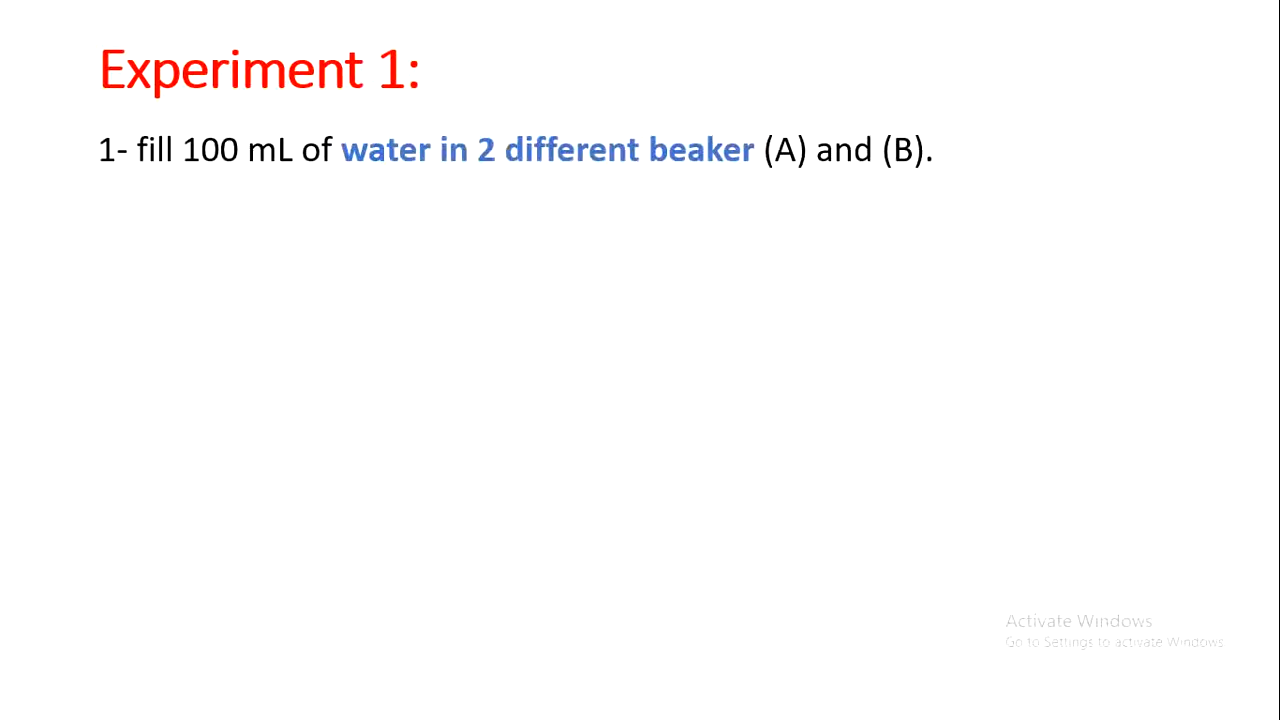 Experiment 1:
1- fill 100 mL of water in 2 different beaker (A) and (B).
Activate Windows
Go to Settings to activate Windows